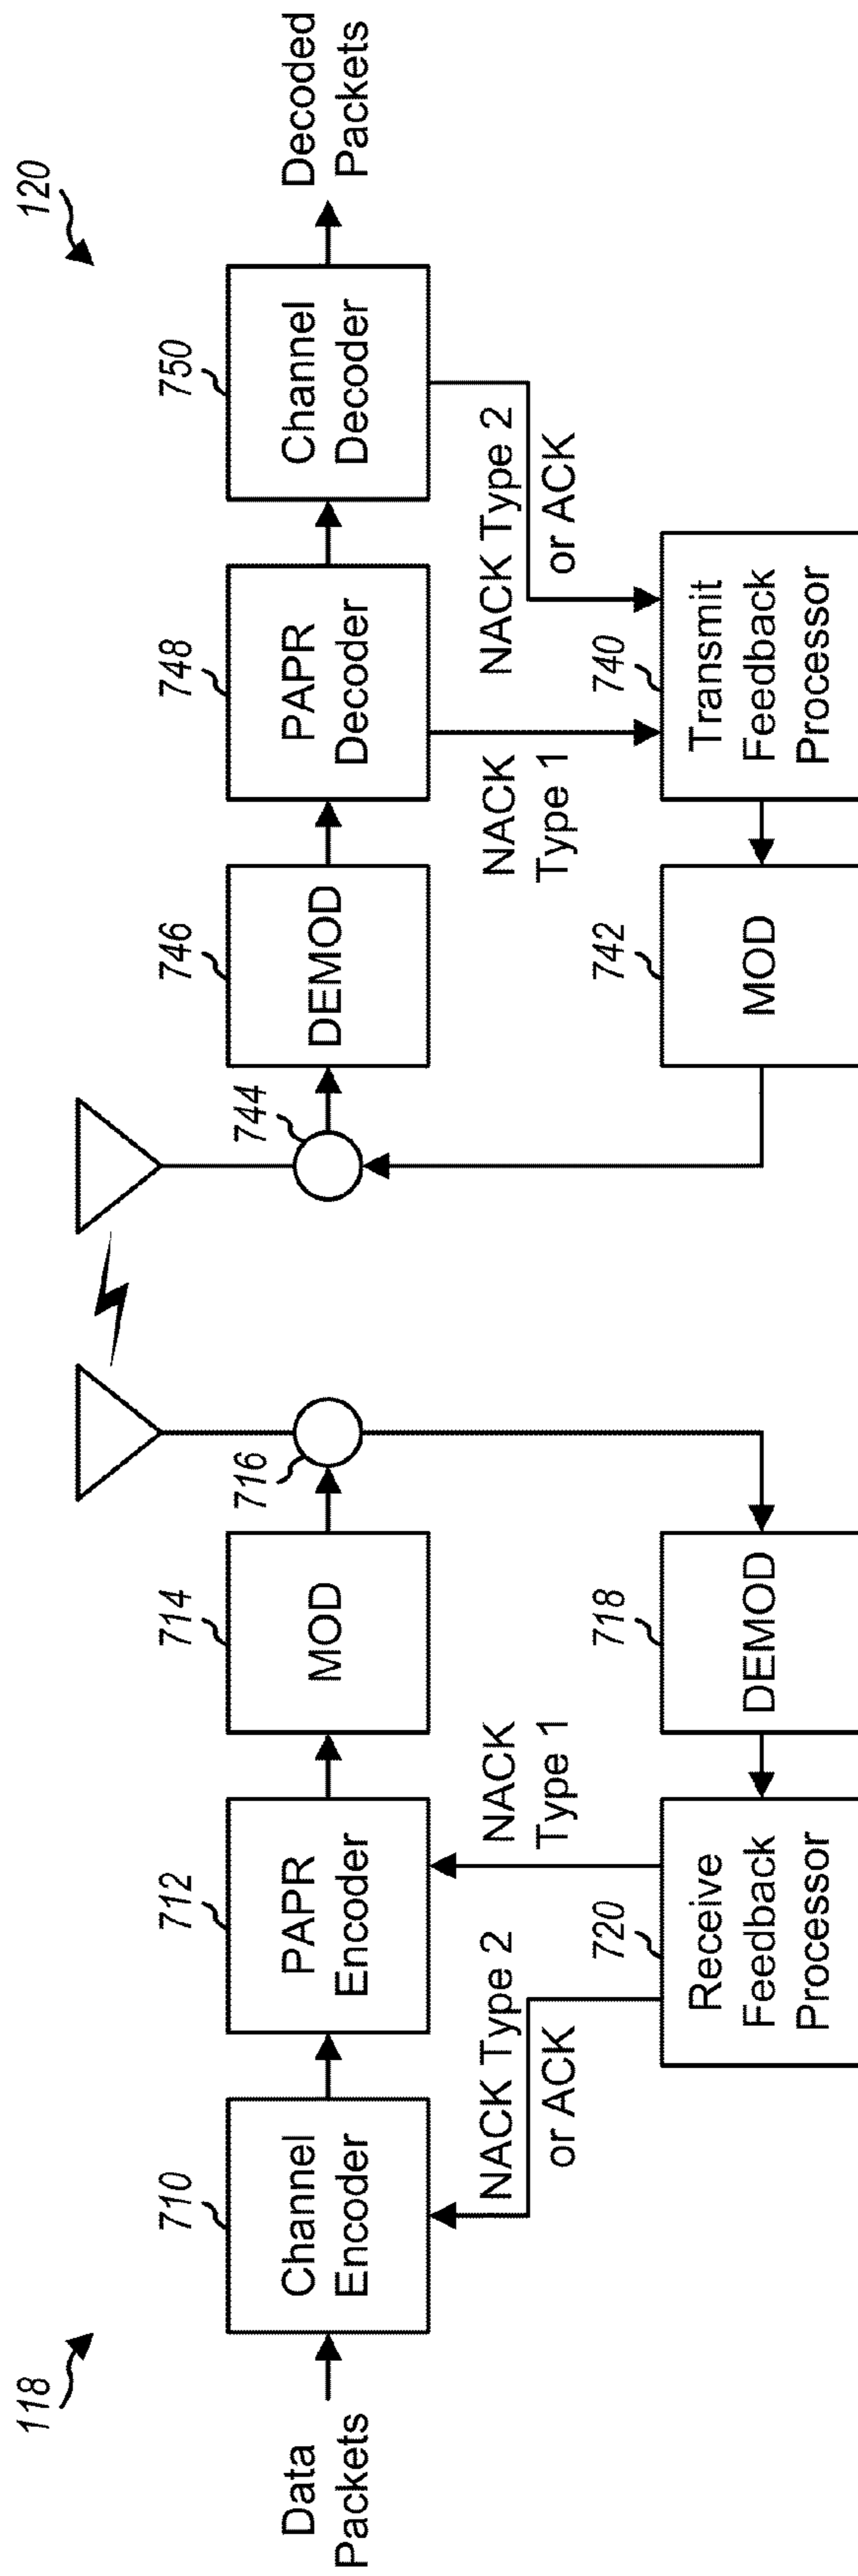 118
120
Data
Packets
710
Channel
Encoder
712
PAPR
Encoder
714
MOD
716
744
746
DEMOD
748
PAPR
Decoder
750
Channel
Decoder
Decoded
Packets
NACK Type 2
or ACK
NACK
Type 1
NACK
Type 1
NACK Type 2
or ACK
720
Receive
Feedback
Processor
718
DEMOD
742
MOD
740
Transmit
Feedback
Processor